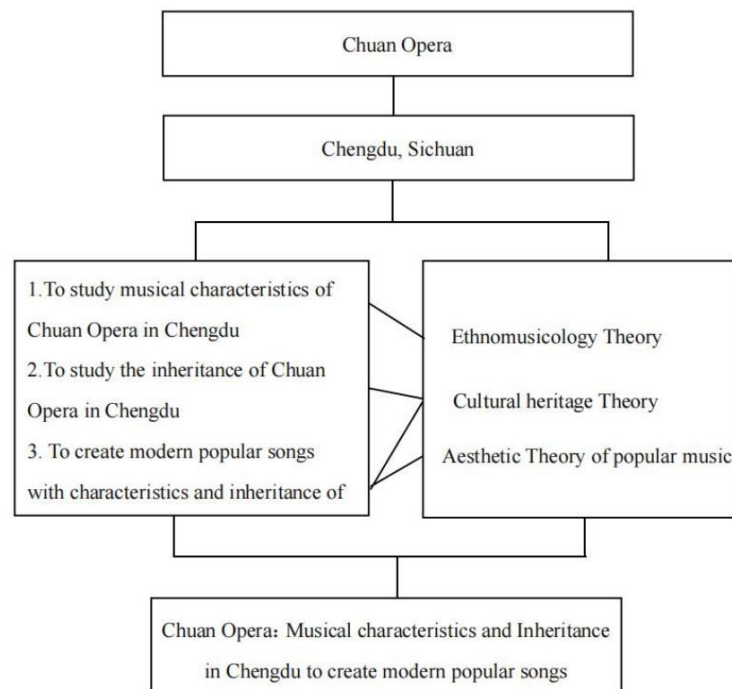 Chuan Opera
Chengdu, Sichuan
1.To study musical characteristics of
Chuan Opera in Chengdu
2.To study the inheritance of Chuan
Opera in Chengdu
3. To create modern popular songs
with characteristics and inheritance of
Ethnomusicology Theory
Cultural heritage Theory
Aesthetic Theory of popular music
Chuan Opera：Musical characteristics and Inheritance
in Chengdu to create modern popular songs